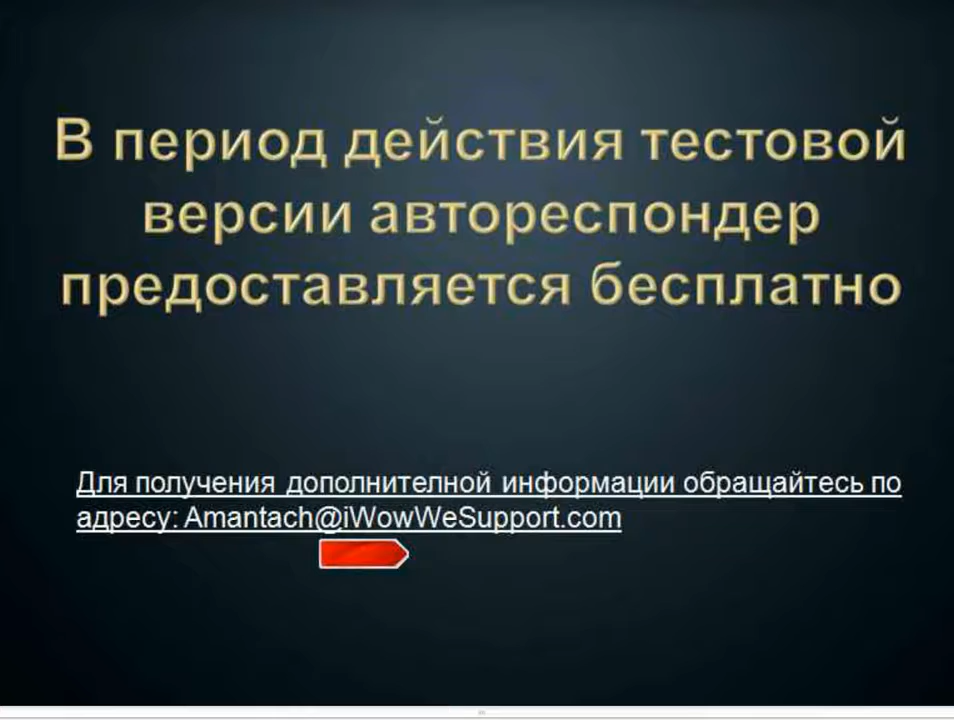 В период действия тестовой
версии автореспондер
предоставляется бесплатно
Для получения дополнителной информации обращайтесь по
адресу: Amantach@iWowWeSupport.com